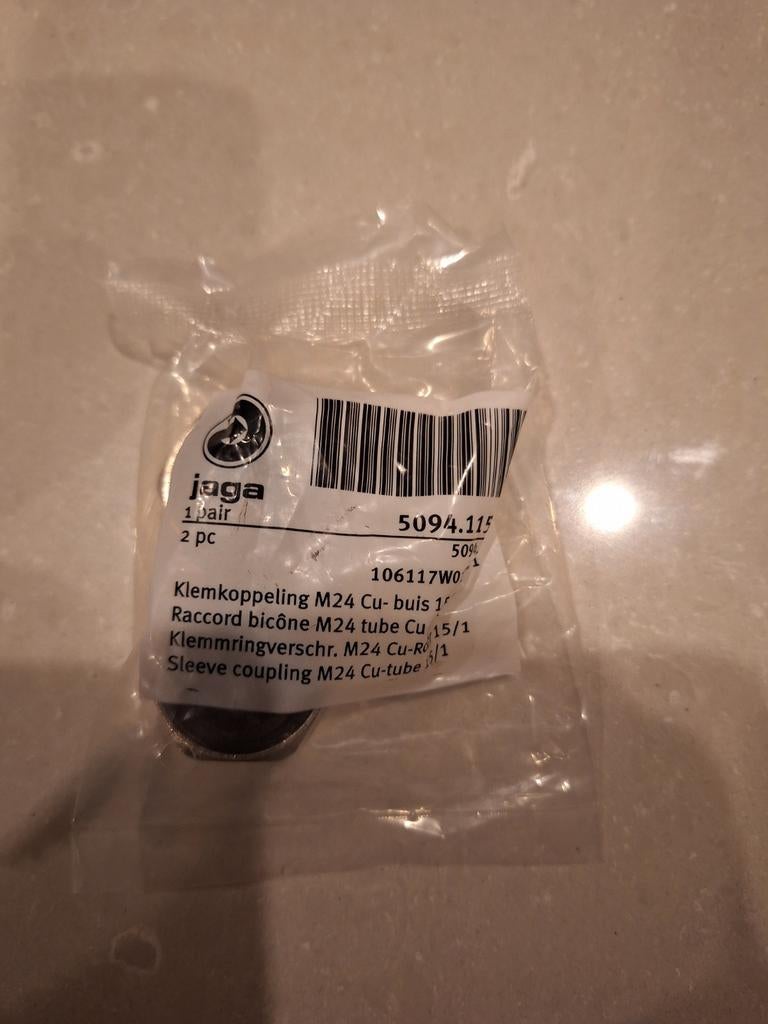 jaga
1 pair
5094.115
2 pc
5094.
106117W0
Klemkoppeling M24 Cu- buis
Raccord bicône M24 tube Cu 15/1
Klemmringverschr. M24
Sleeve coupling M24 Cu-tube